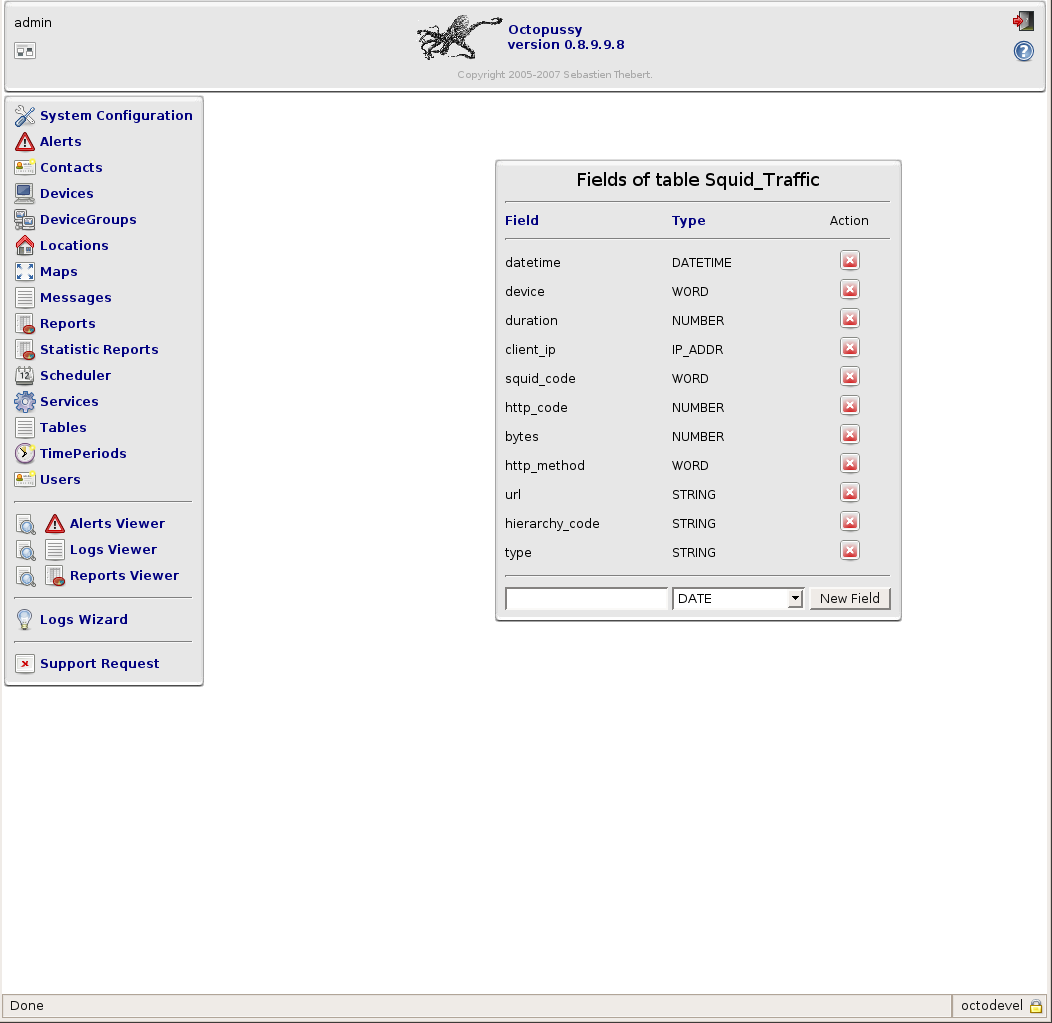 admin
Octopussy
version 0.8.9.9.8
Copyright 2005-2007 Sebastien Thebert.
System Configuration
Alerts
Contacts
Devices
DeviceGroups
Locations
Maps
Messages
Reports
Statistic Reports
12
Scheduler
Services
Tables
TimePeriods
Users
Alerts Viewer
Logs Viewer
Reports Viewer
Logs Wizard
Support Request
Fields of table Squid_Traffic
Field Type Action
datetime DATETIME
device WORD
duration NUMBER
client_ip IP_ADDR
squid_code WORD
http_code NUMBER
bytes NUMBER
http_method WORD
url STRING
hierarchy_code STRING
type STRING
DATE New Field
Done octodevel